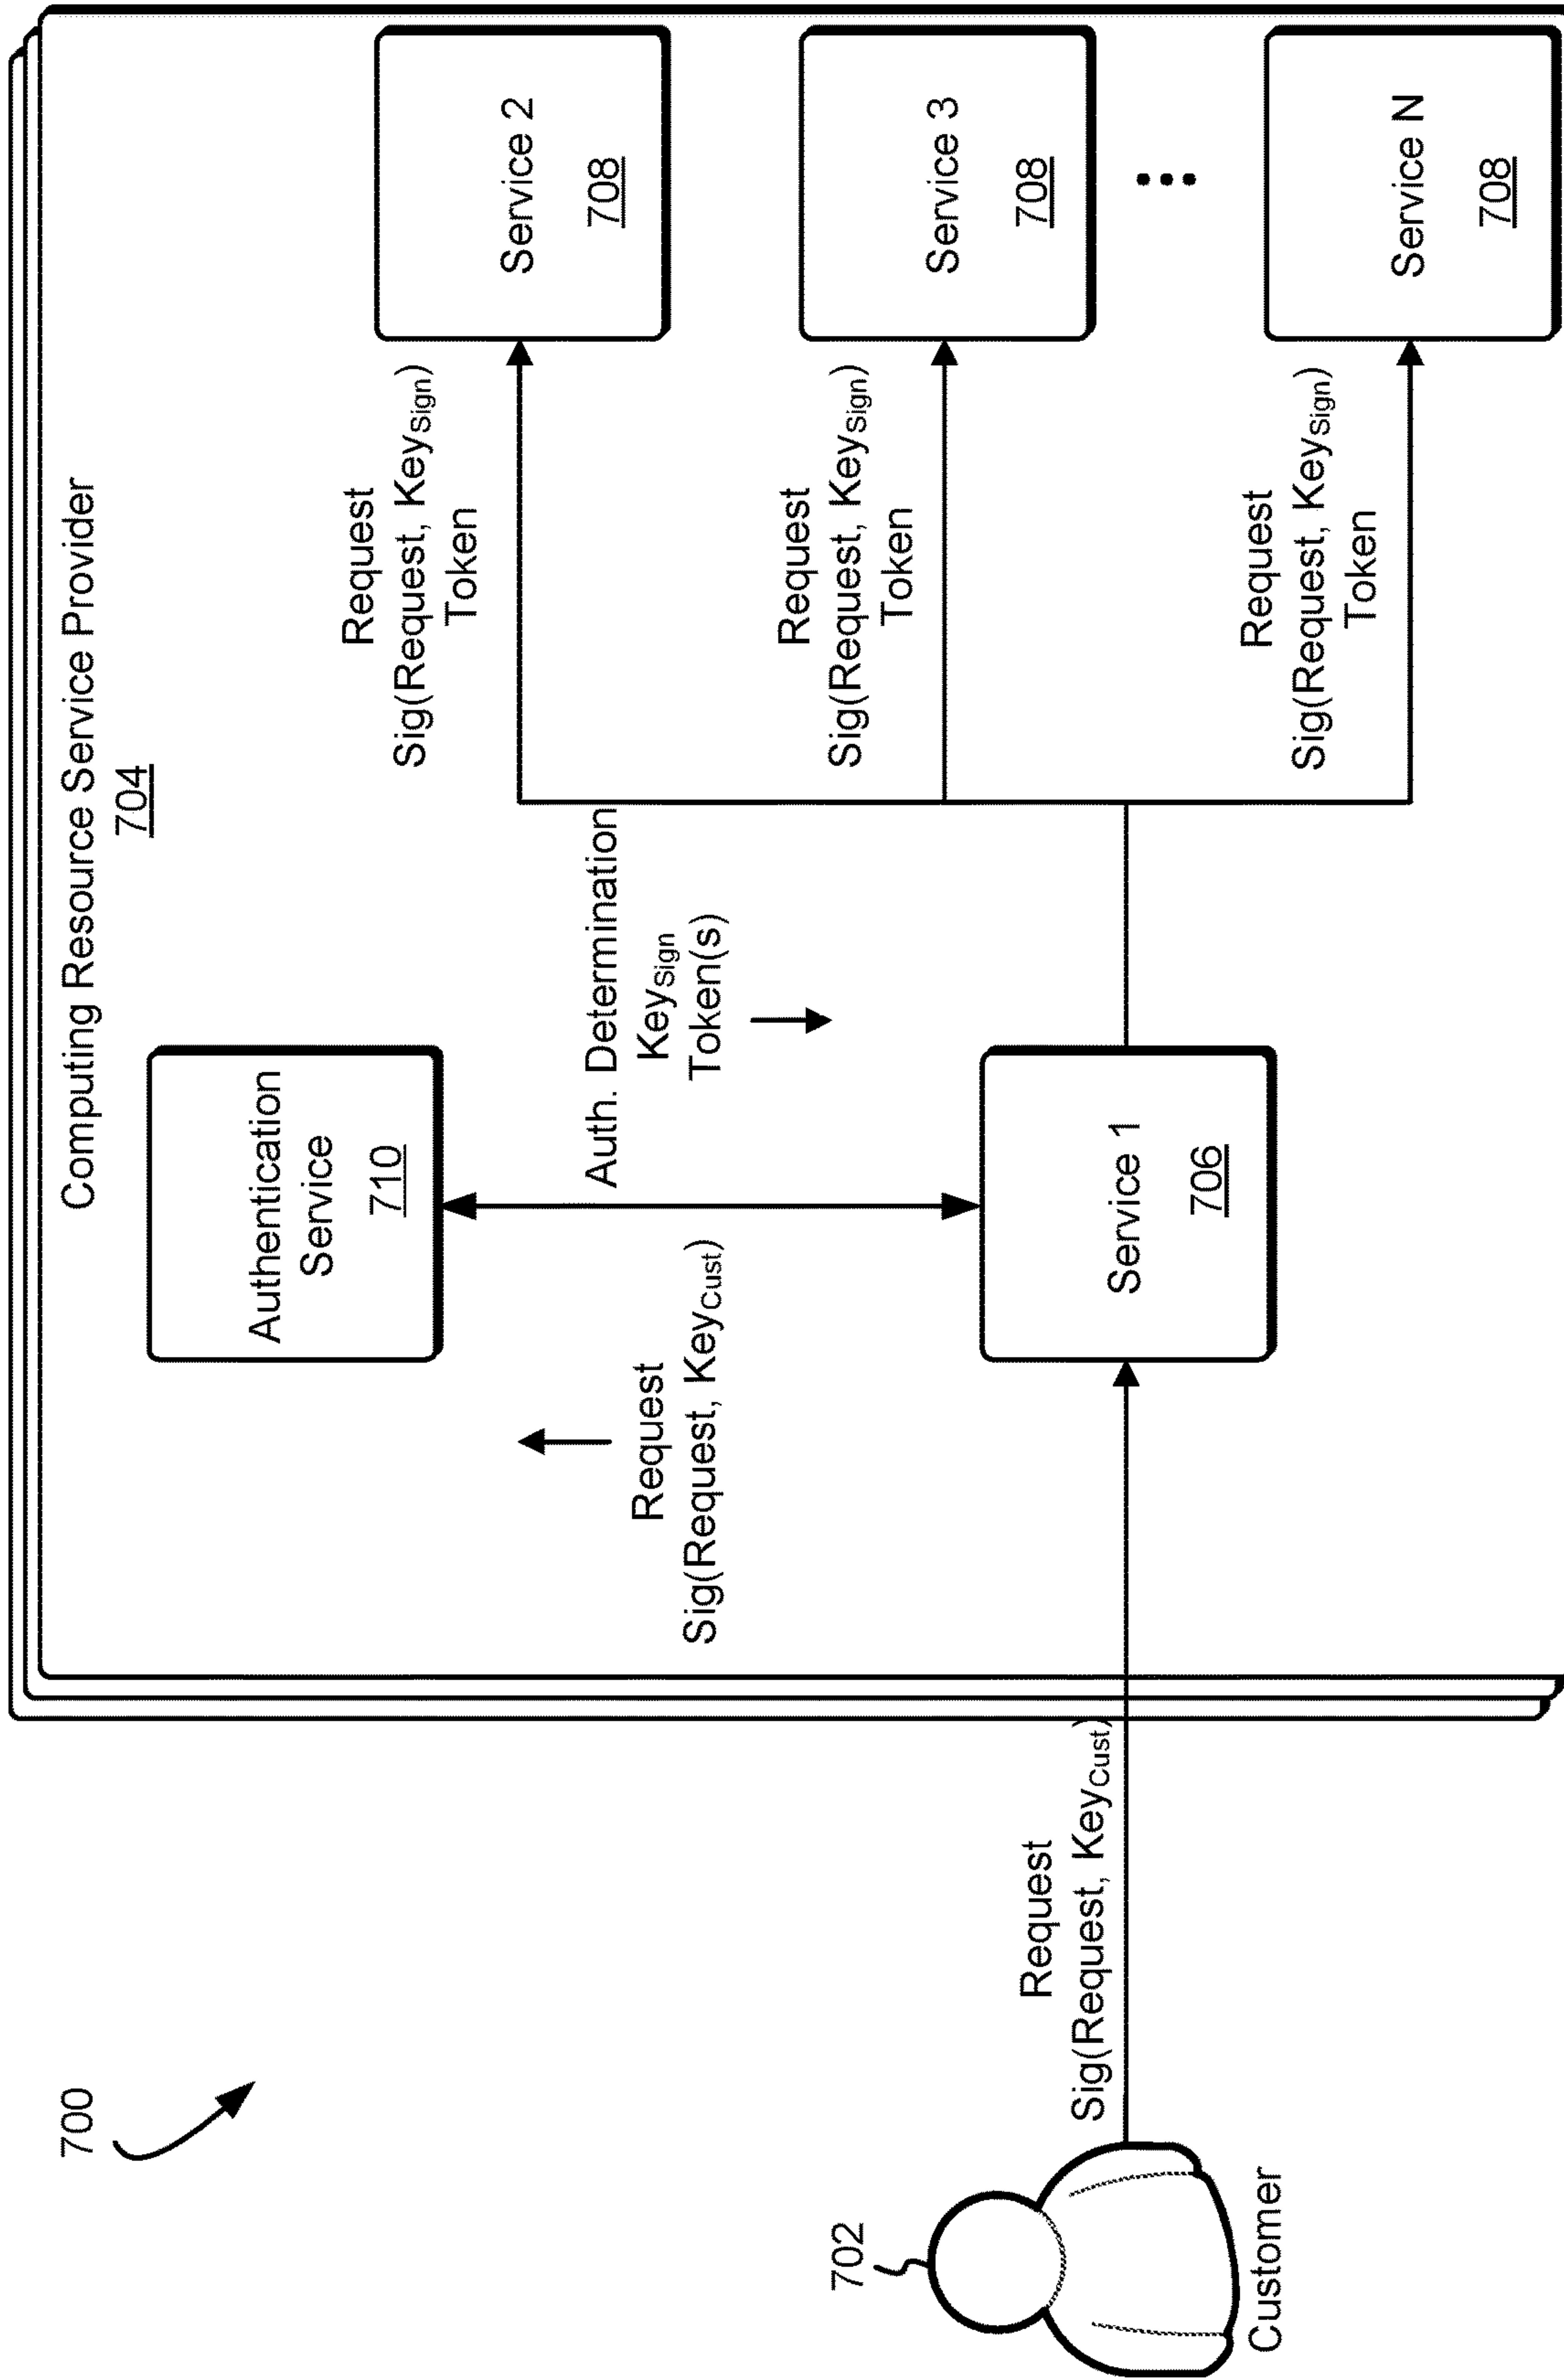 700
702
Customer
Request
Sig(Request, KeyCust)
Computing Resource Service Provider
704
Authentication
Service
710
Request
Sig(Request, KeyCust)
Auth. Determination
KeySign
Token(s)
Service 1
706
Request
Sig(Request, KeySign)
Token
Service 2
708
Request
Sig(Request, KeySign)
Token
Service 3
708
Request
Sig(Request, KeySign)
Token
Service N
708